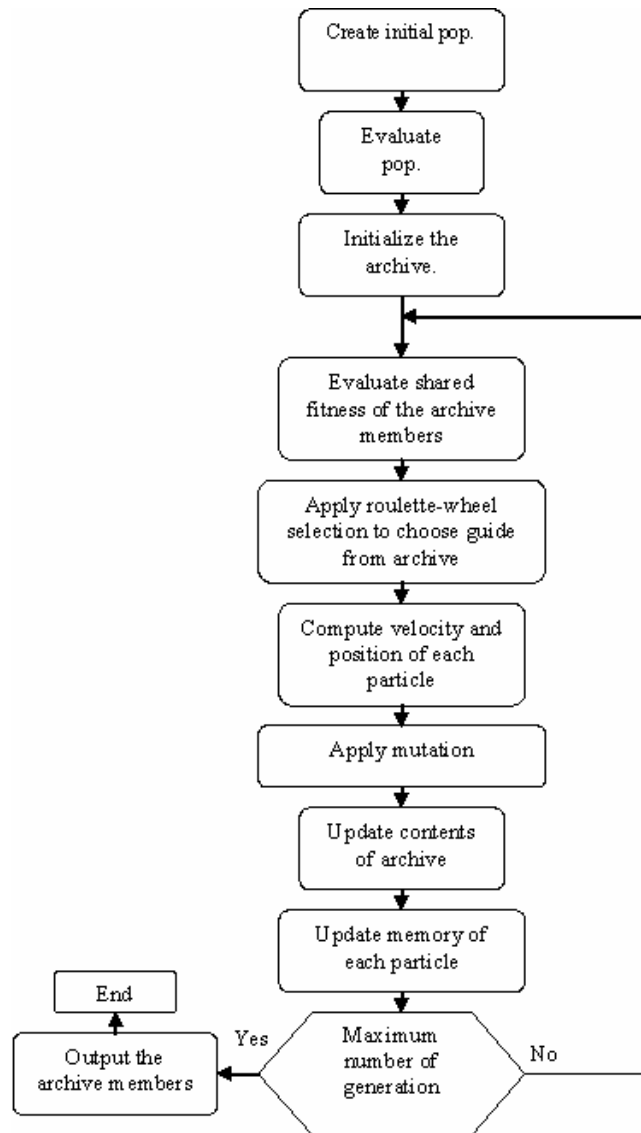 Create initial pop.
Evaluate
pop.
Initialize the
archive.
Evaluate shared
fitness of the archive
members
Apply roulette-wheel
selection to choose guide
from archive
Compute velocity and
position of each
particle
Apply mutation
Update contents
of archive
Update memory of
each particle
Maximum
number of
generation
Yes
No
Output the
archive members
End